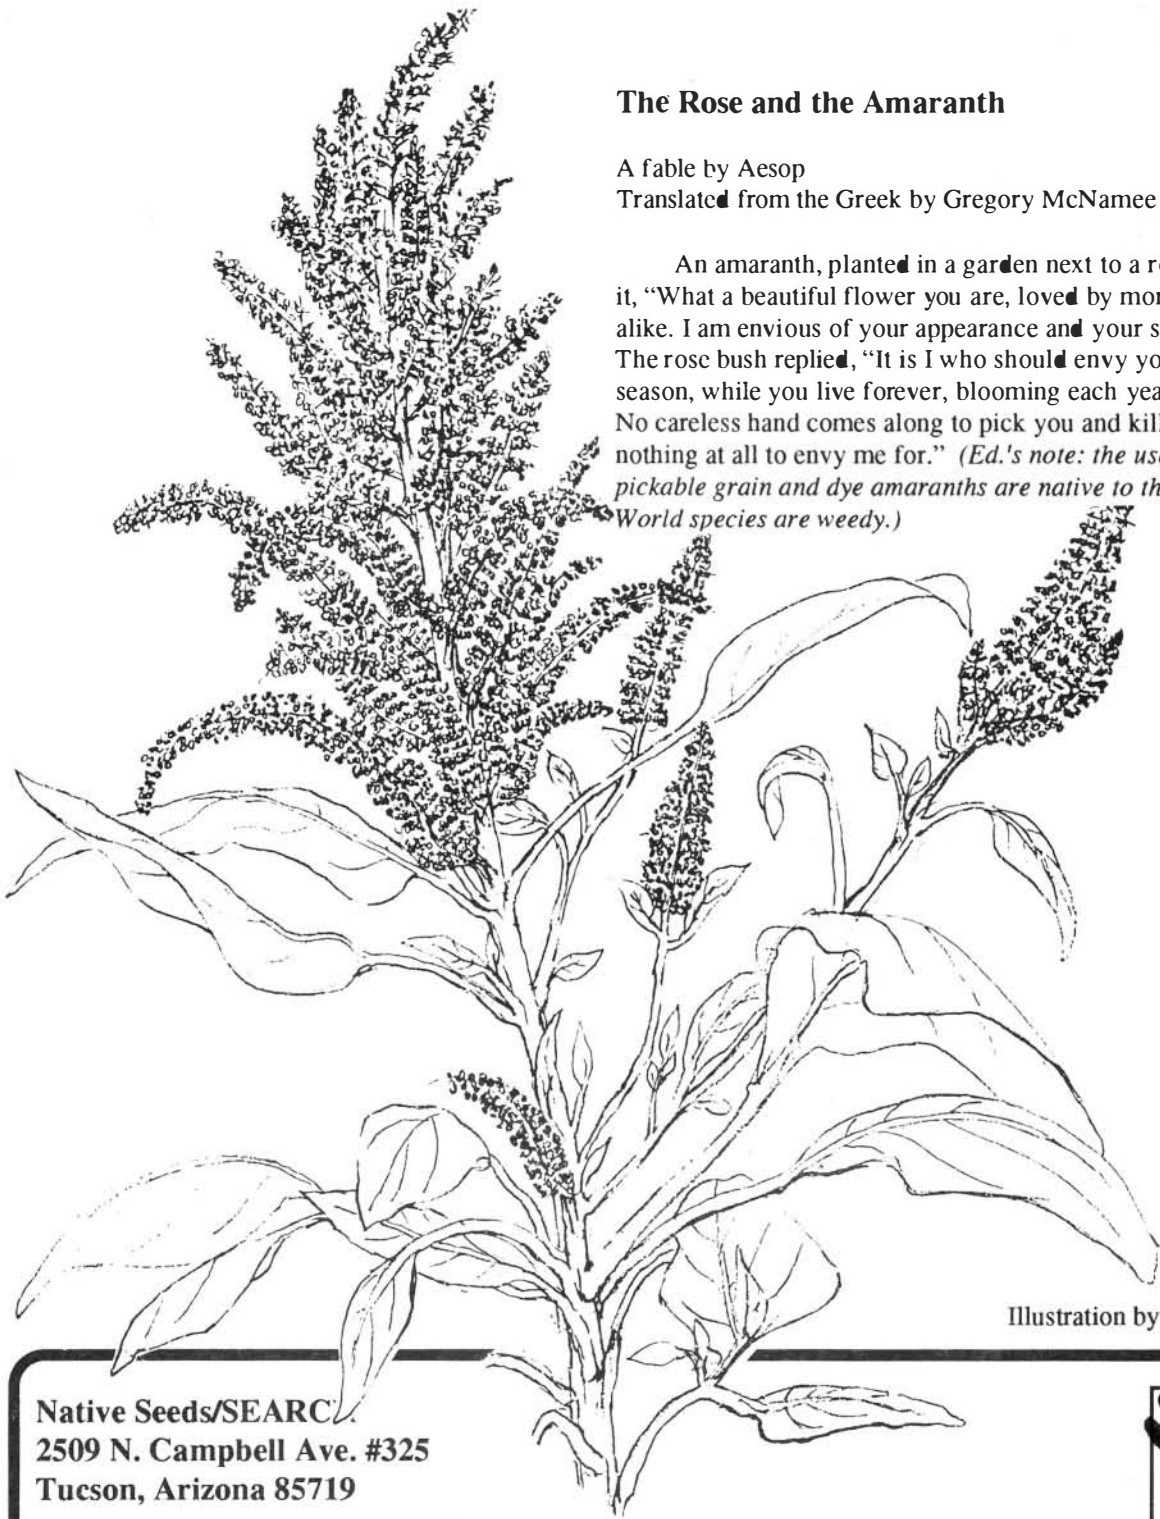 The Rose and the Amaranth
A fable by Aesop
Translated from the Greek by Gregory McNamee
An amaranth, planted in a garden next to a
it, “What a beautiful flower you are, loved by
alike. I am envious of your appearance and your
The rose bush replied, “It is I who should envy
season, while you live forever, blooming each
No careless hand comes along to pick you and
nothing at all to envy me for.” (Ed.'s note: the
pickable grain and dye amaranths are native to
World species are weedy.)
Illustration by
Native
2509 N. Campbell Ave. #325
Tucson, Arizona 85719